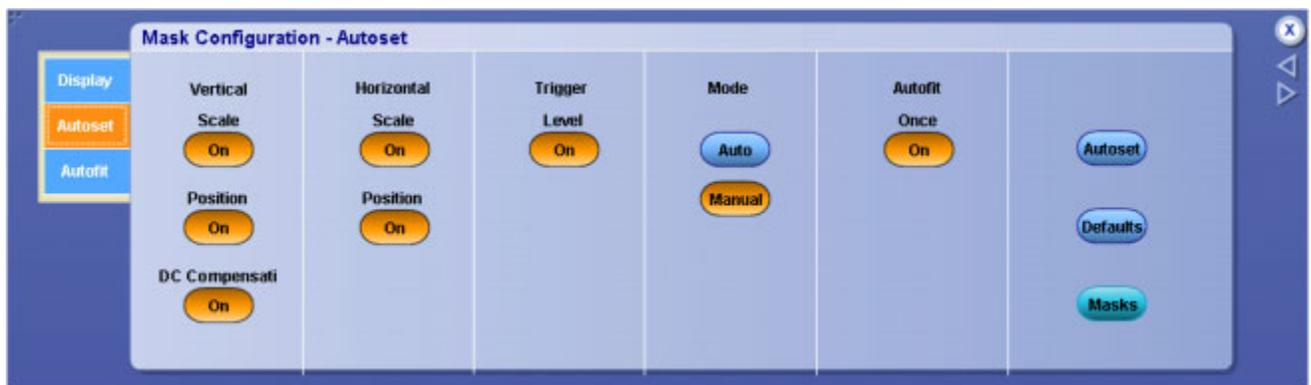 Mask Configuration - Autoset
X
Display
Autoset
Autofit
Vertical
Scale
On
Position
On
DC Compensati
On
Horizontal
Scale
On
Position
On
Trigger
Level
On
Mode
Auto
Manual
Autofit
Once
On
Autoset
Defaults
Masks